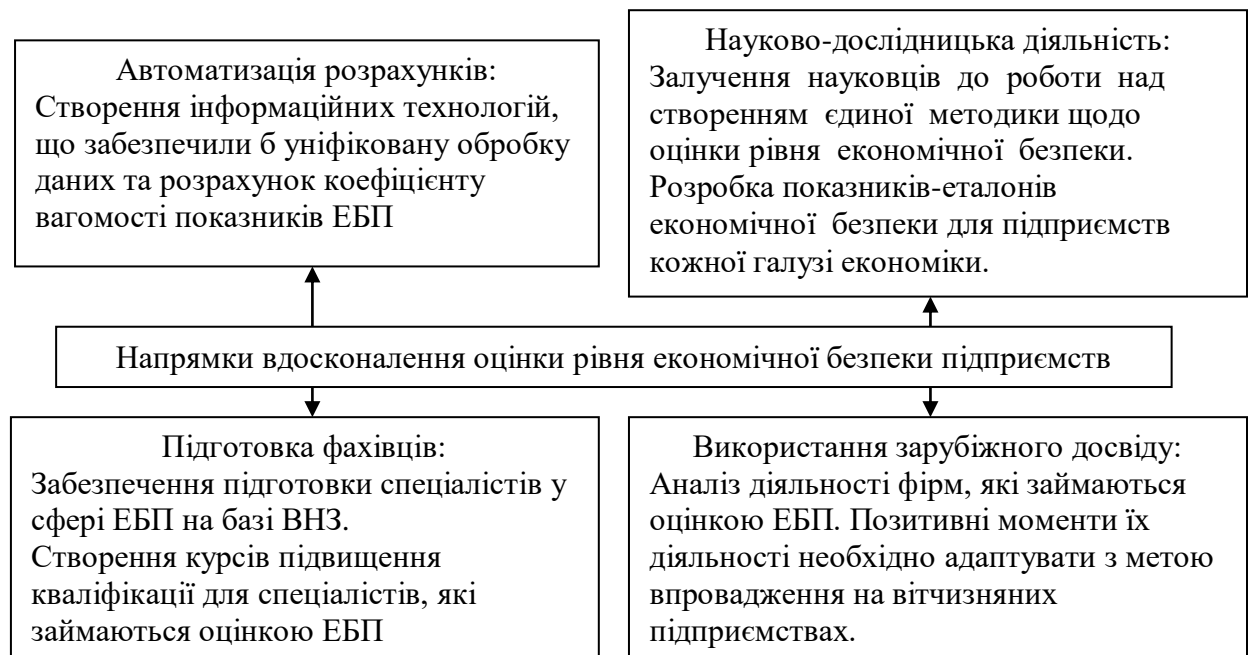 Автоматизація розрахунків:
Створення інформаційних технологій,
що забезпечили б уніфіковану обробку
даних та розрахунок коефіцієнту
вагомості показників ЕБП
Науково-дослідницька діяльність:
Залучення науковців до роботи над
створенням єдиної методики щодо
оцінки рівня економічної безпеки.
Розробка показників-еталонів
економічної безпеки для підприємств
кожної галузі економіки.
Напрямки вдосконалення оцінки рівня економічної безпеки підприємств
Підготовка фахівців:
Забезпечення підготовки спеціалістів у
сфері ЕБП на базі ВНЗ.
Створення курсів підвищення
кваліфікації для спеціалістів, які
займаються оцінкою ЕБП
Використання зарубіжного досвіду:
Аналіз діяльності фірм, які займаються
оцінкою ЕБП. Позитивні моменти їх
діяльності необхідно адаптувати з метою
впровадження на вітчизняних
підприємствах.